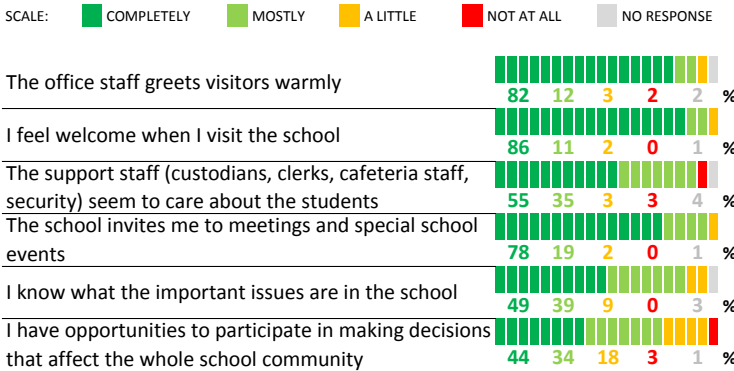 SCALE: COMPLETELY MOSTLY A LITTLE NOT AT ALL NO RESPONSE
The office staff greets visitors warmly
82 12 3 2 2 %
I feel welcome when I visit the school
86 11 2 0 1 %
The support staff (custodians, clerks, cafeteria staff,
security) seem to care about the students
55 35 3 3 4 %
The school invites me to meetings and special school
events
78 19 2 0 1 %
I know what the important issues are in the school
49 39 9 0 3 %
I have opportunities to participate in making decisions
that affect the whole school community
44 34 18 3 1 %